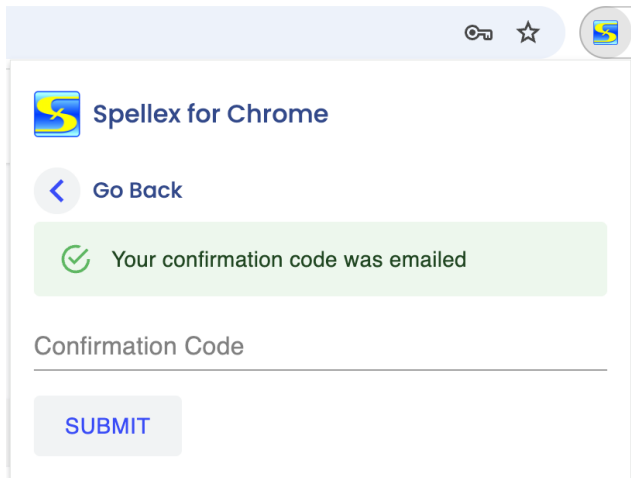 Spellex for Chrome
Go Back
Your confirmation code was emailed
Confirmation Code
SUBMIT